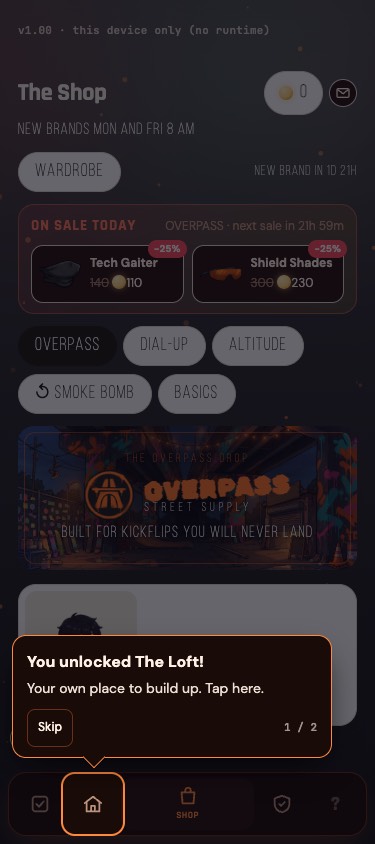 v1.00 · this device only (no runtime)
The Shop
0
NEW BRANDS MON AND FRI 8 AM
WARDROBE
NEW BRAND IN 1D 21H
ON SALE TODAY
OVERPASS · next sale in 21h 59m
-25%
-25%
Tech Gaiter
Shield Shades
140 110
300 230
OVERPASS
DIAL-UP
ALTITUDE
SMOKE BOMB
BASICS
THE OVERPASS DROP
OVERPASS
STREET SUPPLY
BUILT FOR KICKFLIPS YOU WILL NEVER LAND
You unlocked The Loft!
Your own place to build up. Tap here.
Skip
1 / 2
SHOP
?